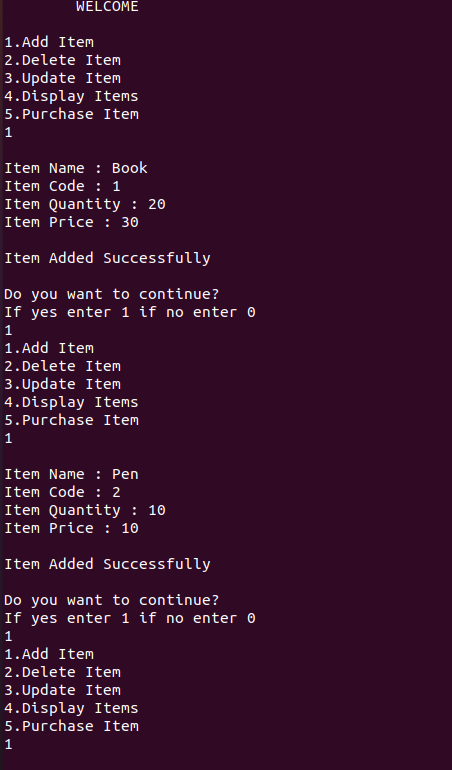 WELCOME
1.Add Item
2.Delete Item
3.Update Item
4.Display Items
5.Purchase Item
1
Item Name : Book
Item Code : 1
Item Quantity : 20
Item Price : 30
Item Added Successfully
Do you want to continue?
If yes enter 1 if no enter 0
1
1.Add Item
2.Delete Item
3.Update Item
4.Display Items
5.Purchase Item
1
Item Name : Pen
Item Code : 2
Item Quantity : 10
Item Price : 10
Item Added Successfully
Do you want to continue?
If yes enter 1 if no enter 0
1
1.Add Item
2.Delete Item
3.Update Item
4.Display Items
5.Purchase Item
1